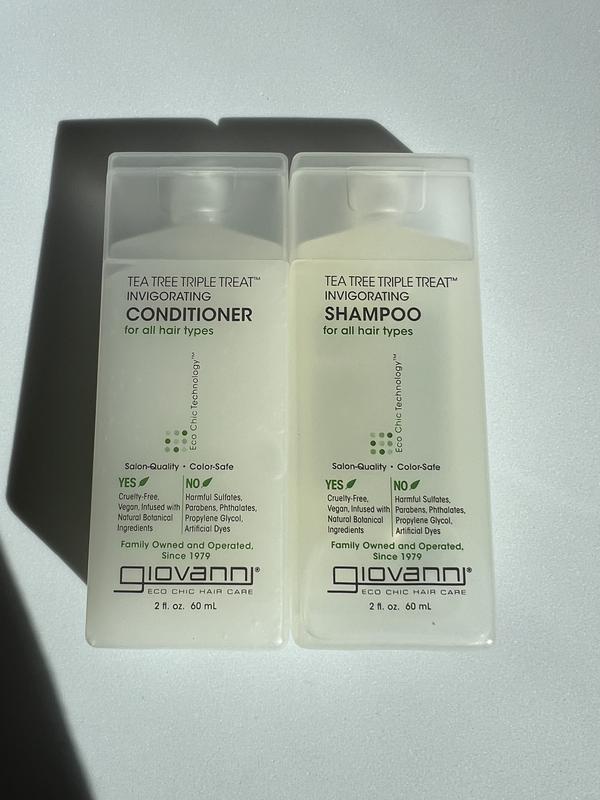 TEA TREE TRIPLE TREAT™
INVIGORATING
CONDITIONER
for all hair types
Eco Chic Technology™
Salon-Quality • Color-Safe
YES
Cruelty-Free,
Vegan, Infused with
Natural Botanical
Ingredients
NO
Harmful Sulfates,
Parabens, Phthalates,
Propylene Glycol,
Artificial Dyes
Family Owned and Operated,
Since 1979
giovanni®
ECO CHIC HAIR CARE
2 fl. oz. 60 mL
TEA TREE TRIPLE TREAT™
INVIGORATING
SHAMPOO
for all hair types
Eco Chic Technology™
Salon-Quality • Color-Safe
YES
Cruelty-Free,
Vegan, Infused with
Natural Botanical
Ingredients
NO
Harmful Sulfates,
Parabens, Phthalates,
Propylene Glycol,
Artificial Dyes
Family Owned and Operated,
Since 1979
giovanni®
ECO CHIC HAIR CARE
2 fl. oz. 60 mL